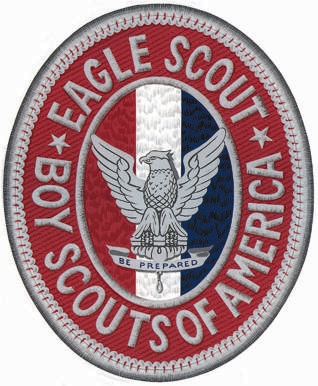 EAGLE SCOUT
BE PREPARED
BOY SCOUTS OF AMERICA